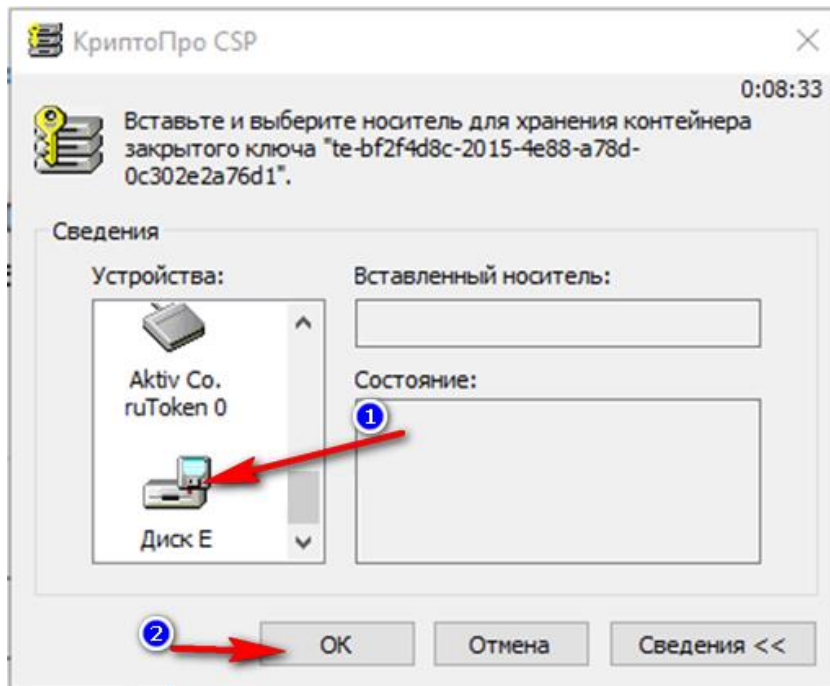 КриптоПро CSP
0:08:33
Вставьте и выберите носитель для хранения контейнера
закрытого ключа "te-bf2f4d8c-2015-4e88-a78d-
0c302e2a76d1".
Сведения
Устройства:
Вставленный носитель:
Aktiv Co.
ruToken 0
Состояние:
1
Диск E
2
ОК
Отмена
Сведения <<